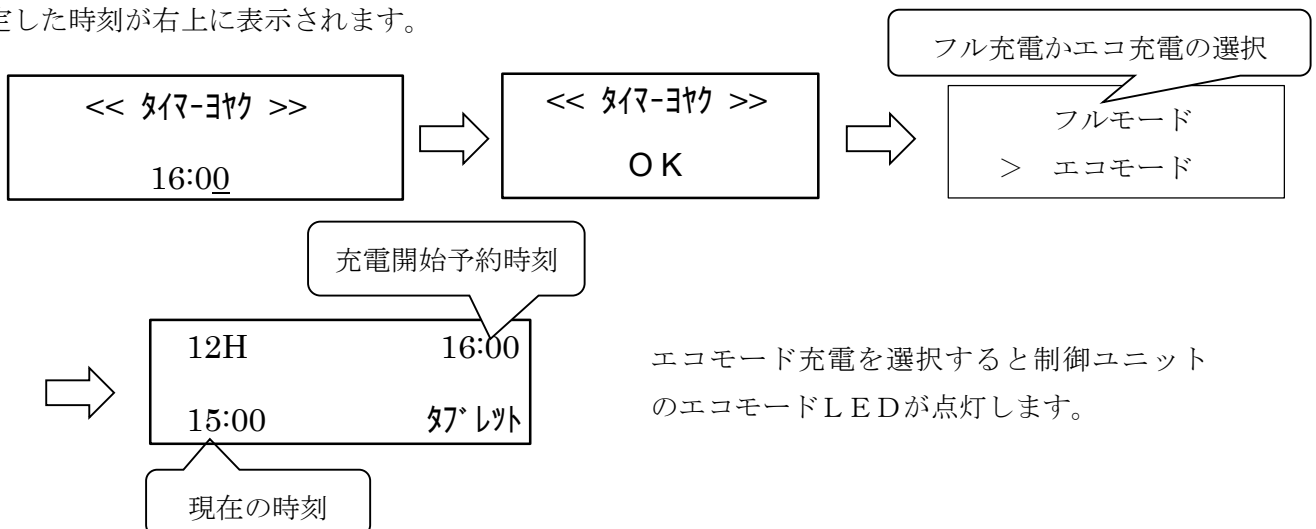 定した時刻が右上に表示されます。
フル充電かエコ充電の選択
<< ﾀｲﾏｰﾖﾔｸ >>
16:00
<< ﾀｲﾏｰﾖﾔｸ >>
ＯＫ
フルモード
＞ エコモード
充電開始予約時刻
12H 16:00
15:00 ﾀﾌﾞﾚｯﾄ
現在の時刻
エコモード充電を選択すると制御ユニット
のエコモードＬＥＤが点灯します。